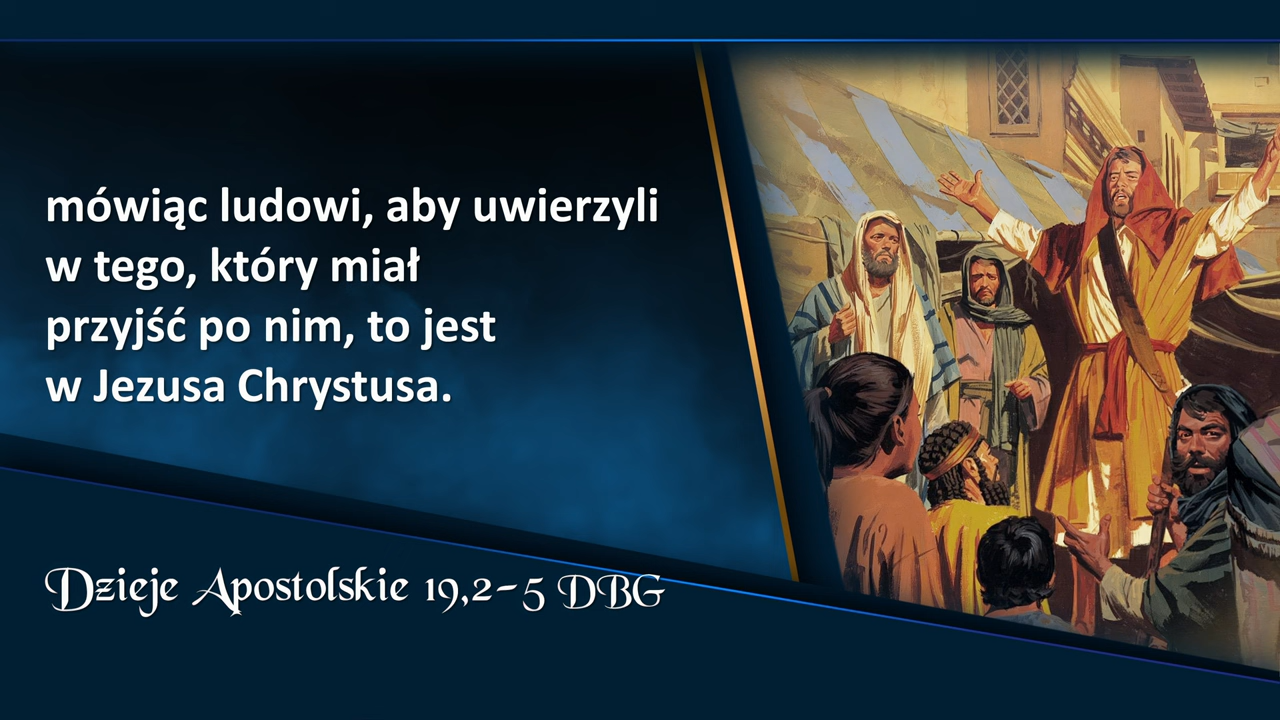 mówiąc ludowi, aby uwierzyli
w tego, który miał
przyjść po nim, to jest
w Jezusa Chrystusa.
Dzieje Apostolskie 19,2-5 DBG